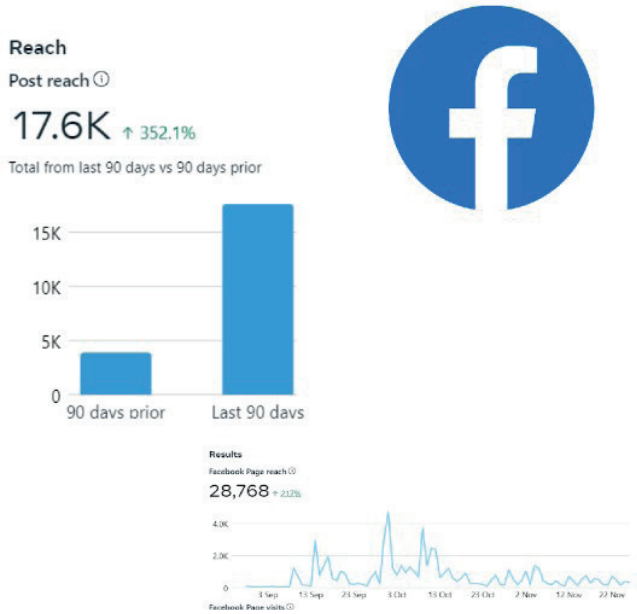 Reach
Post reach
17.6K ↑ 352.1%
Total from last 90 days vs 90 days prior
15K
10K
5K
0
90 days prior Last 90 days
Results
Facebook Page reach
28,768 ↑ 212%
4.0K
2.0K
0
3 Sep 13 Sep 23 Sep 3 Oct 13 Oct 23 Oct 2 Nov 12 Nov 22 Nov
Facebook Page visits